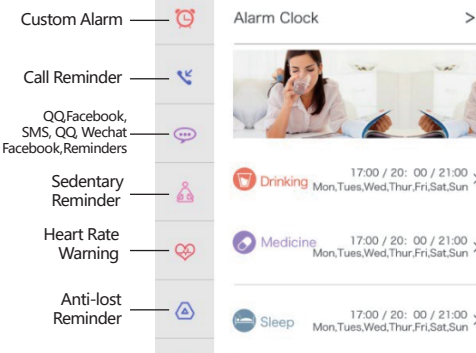 Custom Alarm
Call Reminder
QQ,Facebook,
SMS, QQ, Wechat
Facebook,Reminders
Sedentary
Reminder
Heart Rate
Warning
Anti-lost
Reminder
Alarm Clock >
Drinking
17:00 / 20: 00 / 21:00
Mon,Tues,Wed,Thur,Fri,Sat,Sun
Medicine
17:00 / 20: 00 / 21:00
Mon,Tues,Wed,Thur,Fri,Sat,Sun
Sleep
17:00 / 20: 00 / 21:00
Mon,Tues,Wed,Thur,Fri,Sat,Sun